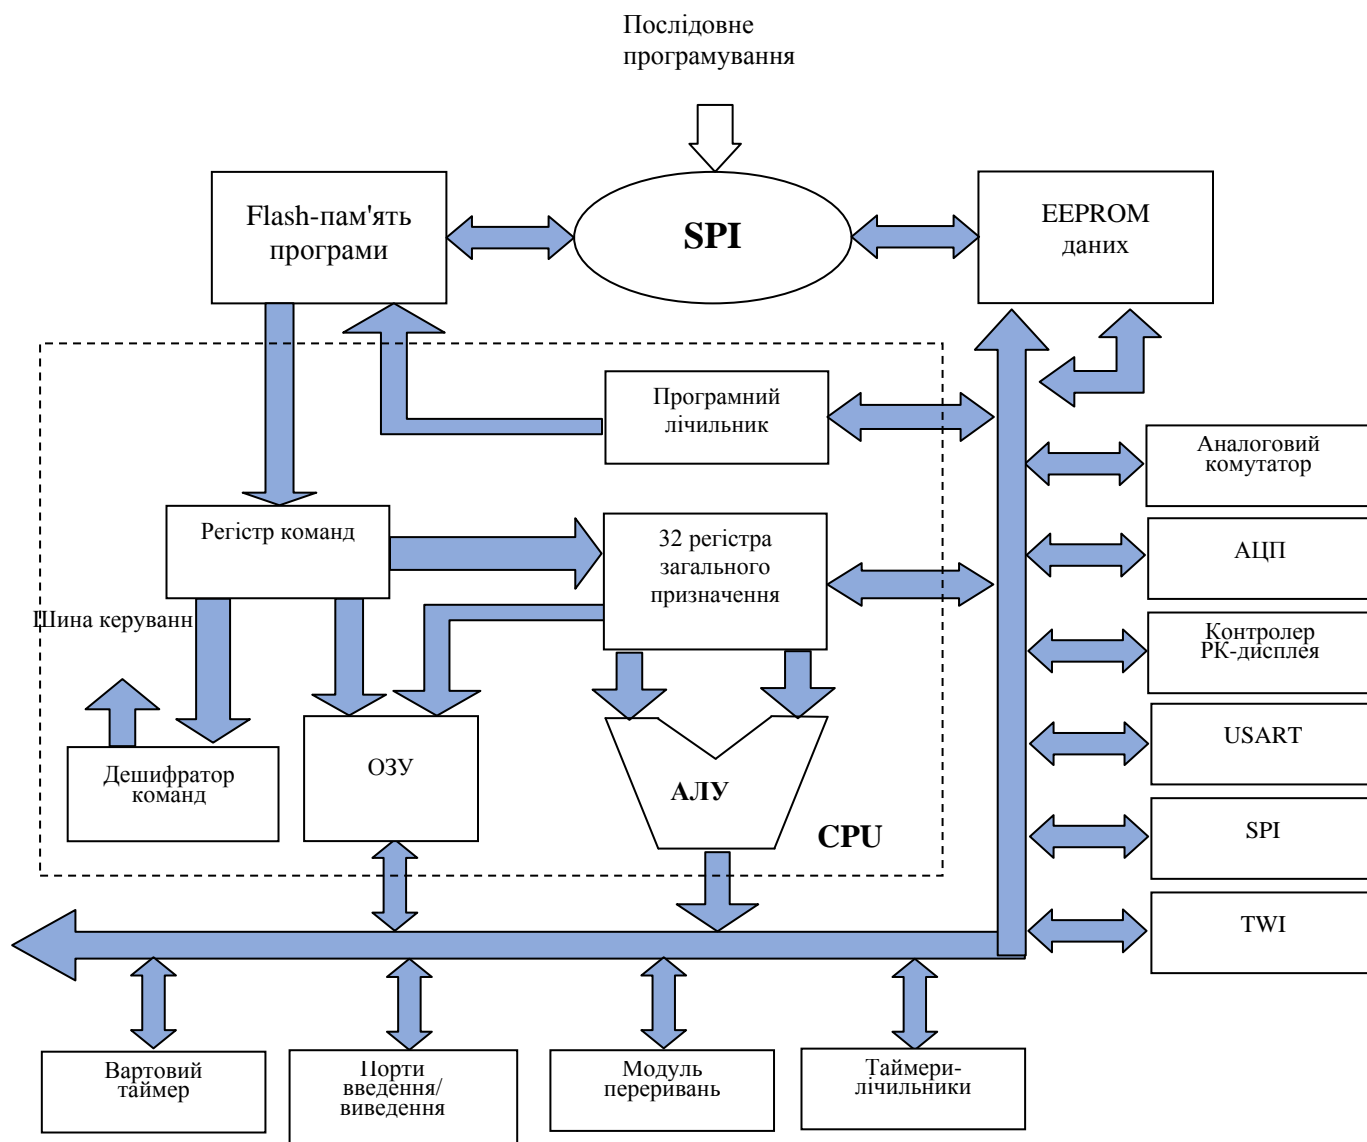 Послідовне
програмування
Flash-пам'ять
програми
SPI
EEPROM
даних
Програмний
лічильник
Аналоговий
комутатор
Регістр команд
32 регістра
загального
призначення
АЦП
Шина керуванн
Контролер
РК-дисплея
Дешифратор
команд
ОЗУ
АЛУ
CPU
USART
SPI
TWI
Вартовий
таймер
Порти
введення/
виведення
Модуль
переривань
Таймери-
лічильники